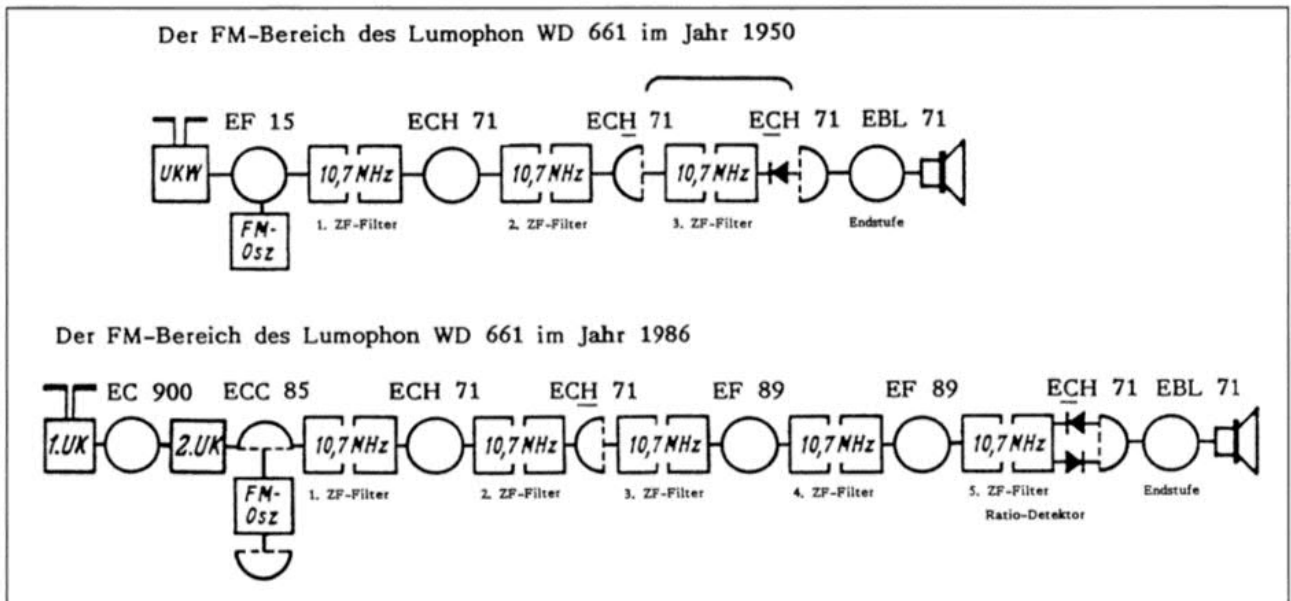 Der FM-Bereich des Lumophon WD 661 im Jahr 1950
EF 15 ECH 71 ECH 71 ECH 71 EBL 71
UKW 10,7 MHz 10,7 MHz 10,7 MHz
1. ZF-Filter 2. ZF-Filter 3. ZF-Filter Endstufe
FM-
Osz
Der FM-Bereich des Lumophon WD 661 im Jahr 1986
EC 900 ECC 85 ECH 71 ECH 71 EF 89 EF 89 ECH 71 EBL 71
1.UK 2.UK 10,7 MHz 10,7 MHz 10,7 MHz 10,7 MHz 10,7 MHz
1. ZF-Filter 2. ZF-Filter 3. ZF-Filter 4. ZF-Filter 5. ZF-Filter Endstufe
FM-
Osz
Ratio-Detektor